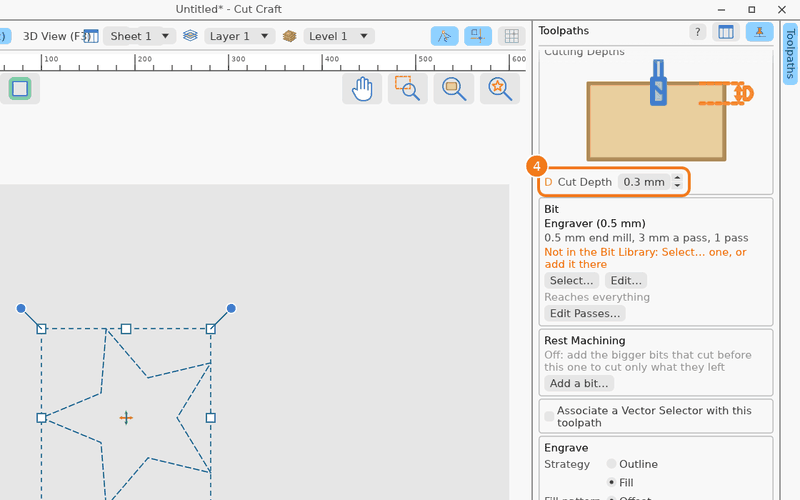 Untitled* - Cut Craft
3D View (F3)
Sheet 1
Layer 1
Level 1
Toolpaths
?
Toolpaths
100
200
300
400
500
600
Cutting Depths
D
4
D Cut Depth 0.3 mm
Bit
Engraver (0.5 mm)
0.5 mm end mill, 3 mm a pass, 1 pass
Not in the Bit Library: Select... one, or
add it there
Select... Edit...
Reaches everything
Edit Passes...
Rest Machining
Off: add the bigger bits that cut before
this one to cut only what they left
Add a bit...
Associate a Vector Selector with this
toolpath
Engrave
Strategy Outline
Fill
Fill pattern Offset